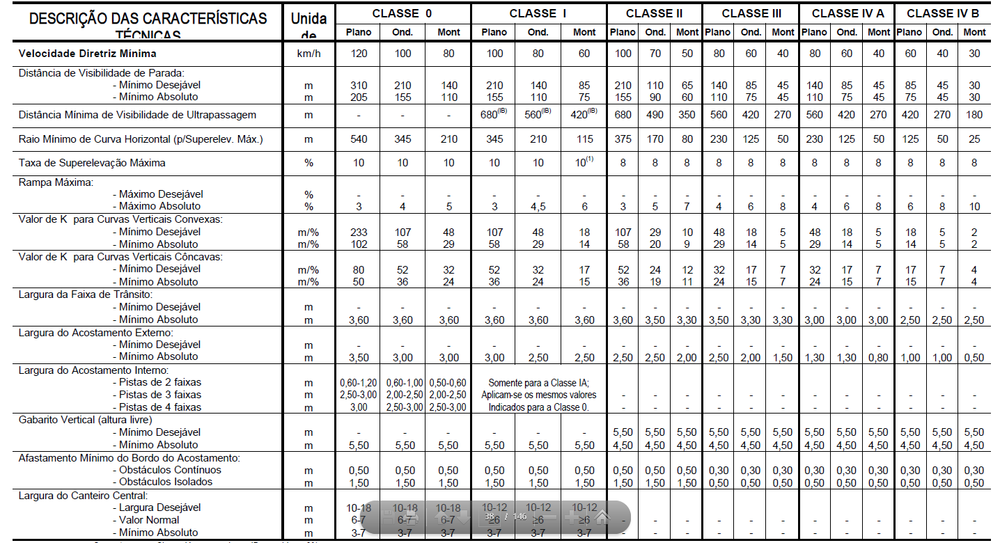 DESCRIÇÃO DAS CARACTERÍSTICAS TÉCNICAS Unidade CLASSE 0 CLASSE I CLASSE II CLASSE III CLASSE IV A CLASSE IV B
Plano Ond. Mont Plano Ond. Mont Plano Ond. Mont Plano Ond. Mont Plano Ond. Mont Plano Ond. Mont
Velocidade Diretriz Mínima km/h 120 100 80 100 80 60 100 70 50 80 60 40 80 60 40 60 40 30
Distância de Visibilidade de Parada:
- Mínimo Desejável m 310 210 140 210 140 85 210 110 65 140 85 45 140 85 45 85 45 30
- Mínimo Absoluto m 205 155 110 155 110 75 155 90 60 110 75 45 110 75 45 75 45 30
Distância Mínima de Visibilidade de Ultrapassagem m - - - 680(IB) 560(IB) 420(IB) 680 490 350 560 420 270 560 420 270 420 270 180
Raio Mínimo de Curva Horizontal (p/Superelev. Máx.) m 540 345 210 345 210 115 375 170 80 230 125 50 230 125 50 125 50 25
Taxa de Superelevação Máxima % 10 10 10 10 10 10(1) 8 8 8 8 8 8 8 8 8 8 8 8
Rampa Máxima:
- Máximo Desejável % - - - - - - - - - - - - - - - - - -
- Máximo Absoluto % 3 4 5 3 4,5 6 3 5 7 4 6 8 4 6 8 6 8 10
Valor de K para Curvas Verticais Convexas:
- Mínimo Desejável m/% 233 107 48 107 48 18 107 29 10 48 18 5 48 18 5 18 5 2
- Mínimo Absoluto m/% 102 58 29 58 29 14 58 20 9 29 14 5 29 14 5 14 5 2
Valor de K para Curvas Verticais Côncavas:
- Mínimo Desejável m/% 80 52 32 52 32 17 52 24 12 32 17 7 32 17 7 17 7 4
- Mínimo Absoluto m/% 50 36 24 36 24 15 36 19 11 24 15 7 24 15 7 15 7 4
Largura da Faixa de Trânsito:
- Mínimo Desejável m - - - - - - - - - - - - - - - - - -
- Mínimo Absoluto m 3,60 3,60 3,60 3,60 3,60 3,60 3,60 3,50 3,30 3,50 3,30 3,30 3,00 3,00 3,00 2,50 2,50 2,50
Largura do Acostamento Externo:
- Mínimo Desejável m - - - - - - - - - - - - - - - - - -
- Mínimo Absoluto m 3,50 3,00 3,00 3,00 2,50 2,50 2,50 2,50 2,00 2,50 2,00 1,50 1,30 1,30 0,80 1,00 1,00 0,50
Largura do Acostamento Interno:
- Pistas de 2 faixas m 0,60-1,20 0,60-1,00 0,50-0,60 Somente para a Classe IA; - - - - - - - - - - - -
- Pistas de 3 faixas m 2,50-3,00 2,00-2,50 2,00-2,50 Aplicam-se os mesmos valores - - - - - - - - - - - -
- Pistas de 4 faixas m 3,00 2,50-3,00 2,50-3,00 Indicados para a Classe 0. - - - - - - - - - - - -
Gabarito Vertical (altura livre)
- Mínimo Desejável m - - - - - - 5,50 5,50 5,50 5,50 5,50 5,50 5,50 5,50 5,50 5,50 5,50 5,50
- Mínimo Absoluto m 5,50 5,50 5,50 5,50 5,50 5,50 4,50 4,50 4,50 4,50 4,50 4,50 4,50 4,50 4,50 4,50 4,50 4,50
Afastamento Mínimo do Bordo do Acostamento:
- Obstáculos Contínuos m 0,50 0,50 0,50 0,50 0,50 0,50 0,50 0,50 0,50 0,30 0,30 0,30 0,30 0,30 0,30 0,30 0,30 0,30
- Obstáculos Isolados m 1,50 1,50 1,50 1,50 1,50 1,50 1,50 1,50 1,50 0,50 0,50 0,50 0,50 0,50 0,50 0,50 0,50 0,50
Largura do Canteiro Central:
- Largura Desejável m 10-18 10-18 10-18 10-12 10-12 10-12
- Valor Normal m 6-7 6-7 6-7 ≥6 ≥6 ≥6 - - - - - - - - - - - -
- Mínimo Absoluto m 3-7 3-7 3-7 3-7 3-7 3-7 - - - - - - - - - - - -
38 / 146